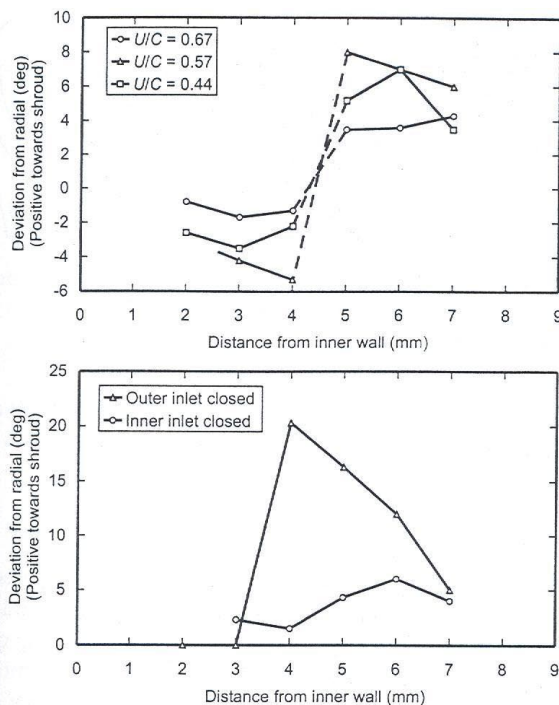 Deviation from radial (deg)
(Positive towards shroud)
10
8
6
4
2
0
-2
-4
-6
U/C = 0.67
U/C = 0.57
U/C = 0.44
0 1 2 3 4 5 6 7 8 9
Distance from inner wall (mm)
Deviation from radial (deg)
(Positive towards shroud)
25
20
15
10
5
0
Outer inlet closed
Inner inlet closed
0 1 2 3 4 5 6 7 8 9
Distance from inner wall (mm)